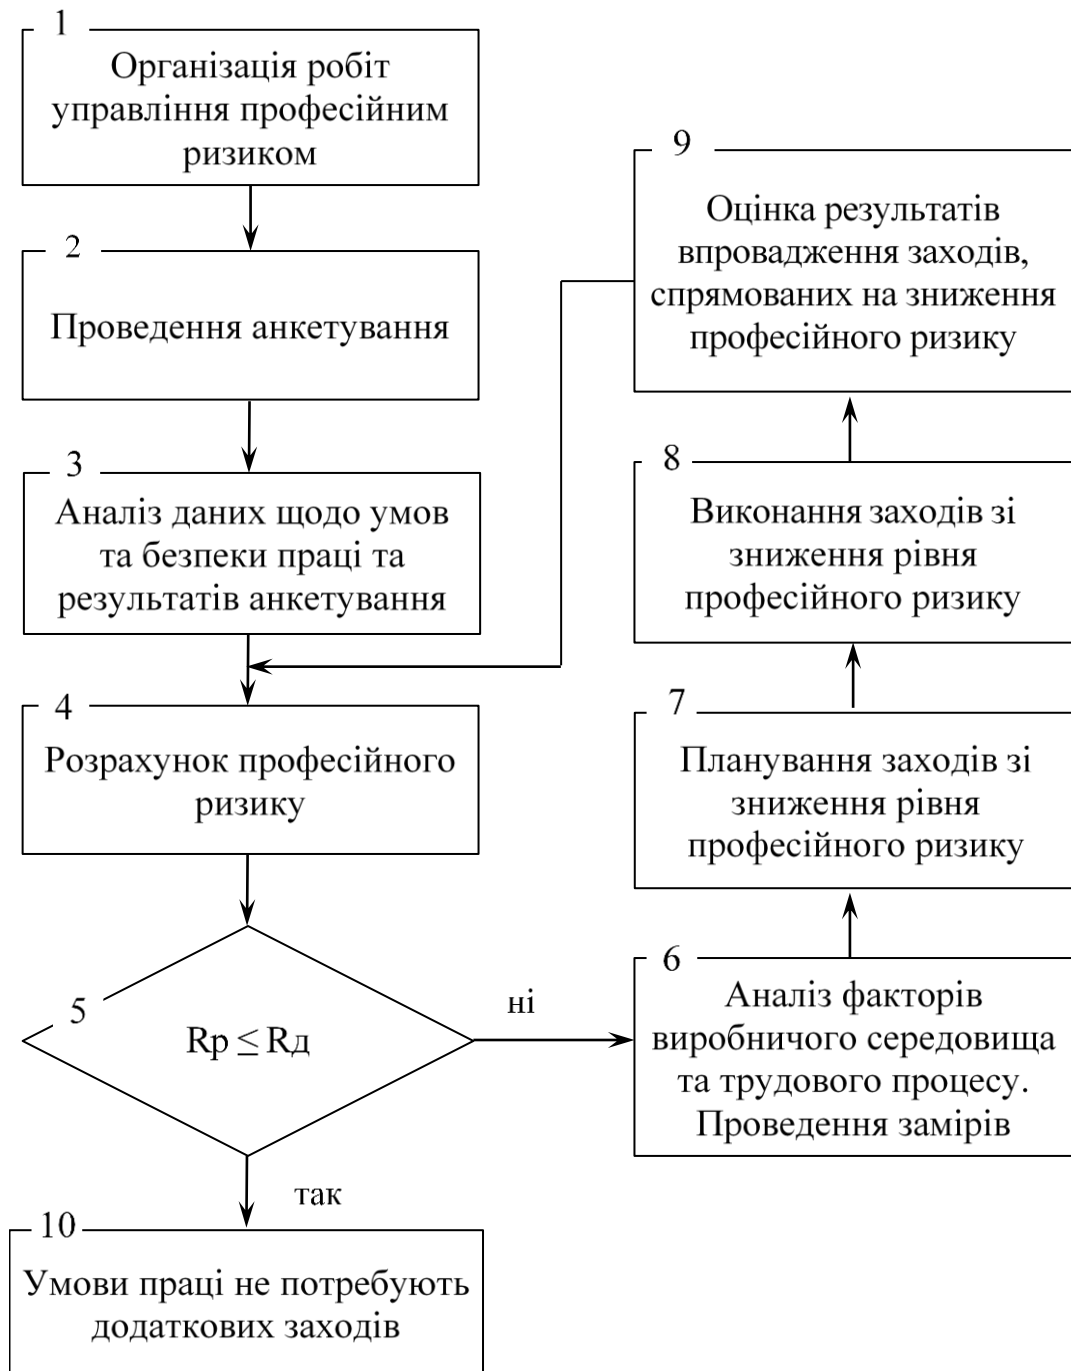 1
Організація робіт
управління професійним
ризиком
2
Проведення анкетування
3
Аналіз даних щодо умов
та безпеки праці та
результатів анкетування
4
Розрахунок професійного
ризику
5
Rр ≤ Rд
ні
так
6
Аналіз факторів
виробничого середовища
та трудового процесу.
Проведення замірів
7
Планування заходів зі
зниження рівня
професійного ризику
8
Виконання заходів зі
зниження рівня
професійного ризику
9
Оцінка результатів
впровадження заходів,
спрямованих на зниження
професійного ризику
10
Умови праці не потребують
додаткових заходів